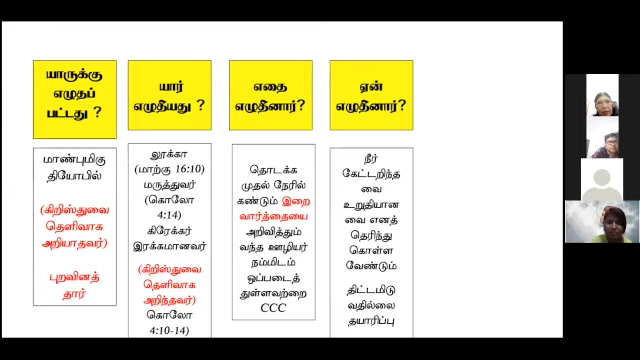 யாருக்கு
எழுதப்
பட்டது ?
மாண்புமிகு
தியோபில்
(கிறிஸ்துவை
தெளிவாக
அறியாதவர்)
புறவினத்
தார்
யார்
எழுதீயது ?
லூக்கா
(மாற்கு 16:10)
மருத்துவர்
(கொலோ
4:14)
கிரேக்கர்
இரக்கமானவர்
(கிறிஸ்துவை
தெளிவாக
அறிந்தவர்)
கொலோ
4:10-14)
எதை
எழுதீனார்?
தொடக்க
முதல் நேரில்
கண்டும் இறை
வார்த்தையை
அறிவித்தும்
வந்த ஊழியர்
நம்மிடம்
ஒப்படைத்
துள்ளவற்றை
CCC
ஏன்
எழுதீனார்?
நீர்
கேட்டறிந்த
வை
உறுதியான
வை எனத்
தெரிந்து
கொள்ள
வேண்டும்
திட்டமிடு
வதில்லை
தயாரிப்பு